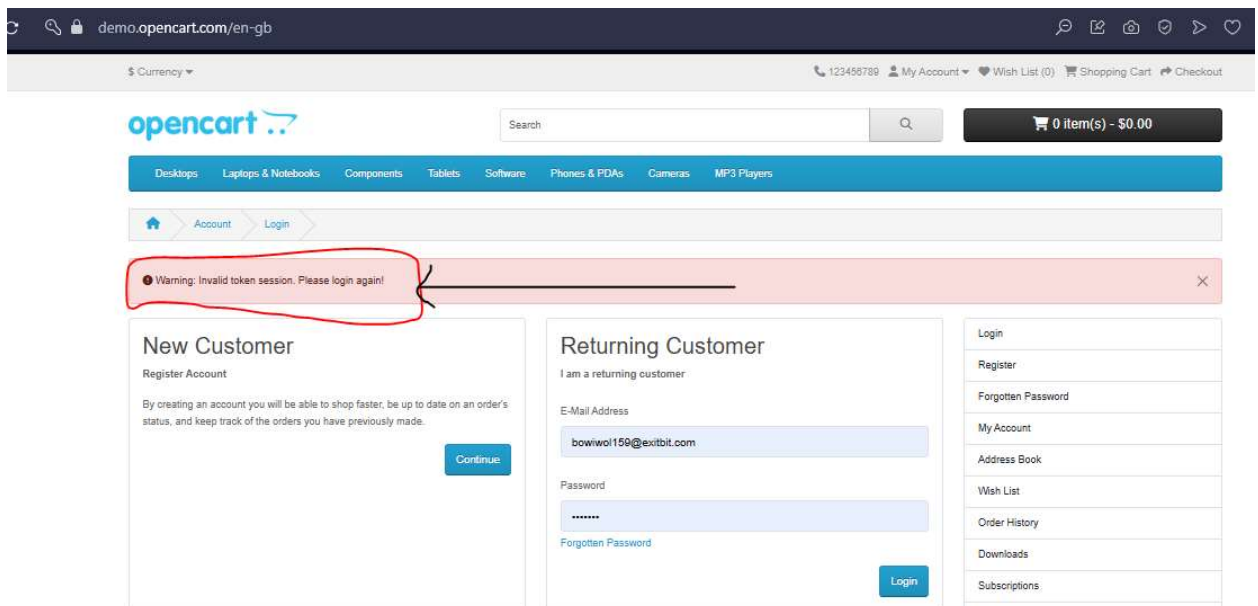 demo.opencart.com/en-gb
$ Currency
123456789 My Account Wish List (0) Shopping Cart Checkout
opencart
Search
0 item(s) - $0.00
Desktops Laptops & Notebooks Components Tablets Software Phones & PDAs Cameras MP3 Players
Account Login
Warning: Invalid token session. Please login again!
New Customer
Register Account
By creating an account you will be able to shop faster, be up to date on an order's
status, and keep track of the orders you have previously made.
Continue
Returning Customer
I am a returning customer
E-Mail Address
bowiwol159@exitbit.com
Password
•••••••
Forgotten Password
Login
Login
Register
Forgotten Password
My Account
Address Book
Wish List
Order History
Downloads
Subscriptions